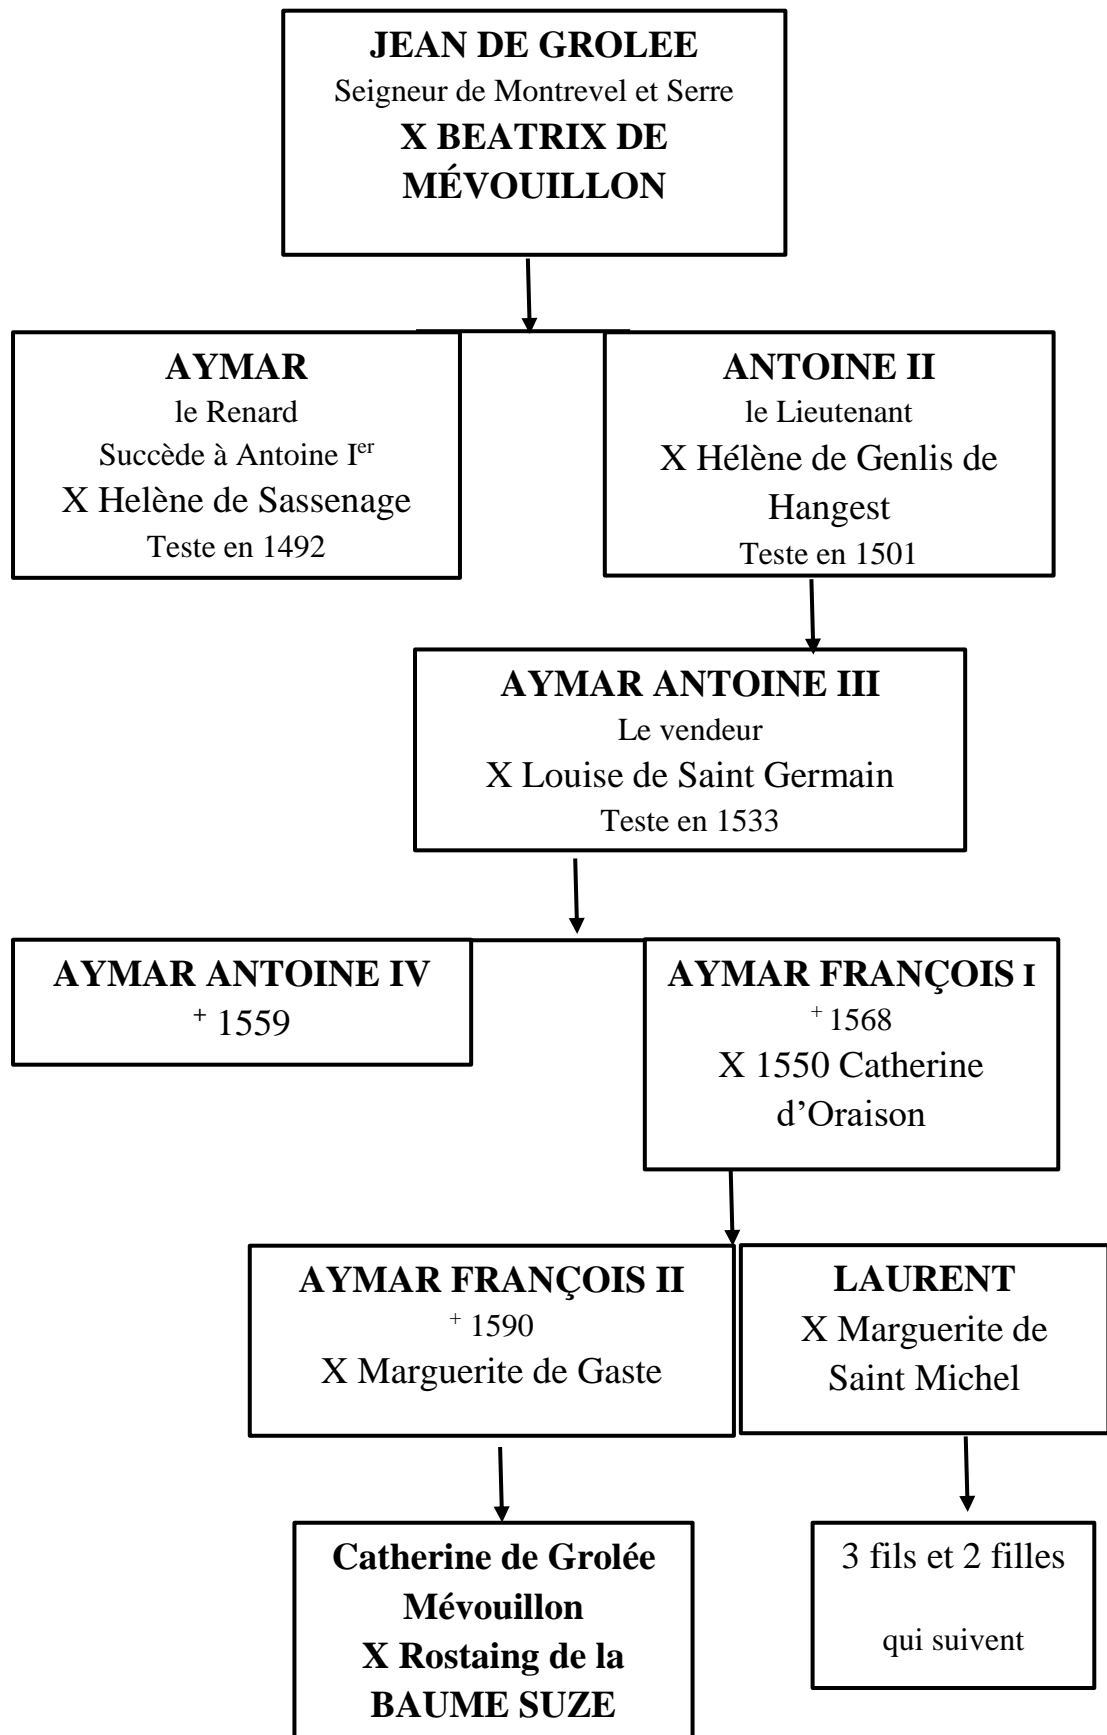 JEAN DE GROLEE
Seigneur de Montrevel et Serre
X BEATRIX DE
MÉVOUILLON
AYMAR
le Renard
Succède à Antoine Ier
X Helène de Sassenage
Teste en 1492
ANTOINE II
le Lieutenant
X Hélène de Genlis de
Hangest
Teste en 1501
AYMAR ANTOINE III
Le vendeur
X Louise de Saint Germain
Teste en 1533
AYMAR ANTOINE IV
+ 1559
AYMAR FRANÇOIS I
+ 1568
X 1550 Catherine
d’Oraison
AYMAR FRANÇOIS II
+ 1590
X Marguerite de Gaste
LAURENT
X Marguerite de
Saint Michel
Catherine de Grolée
Mévouillon
X Rostaing de la
BAUME SUZE
3 fils et 2 filles
qui suivent